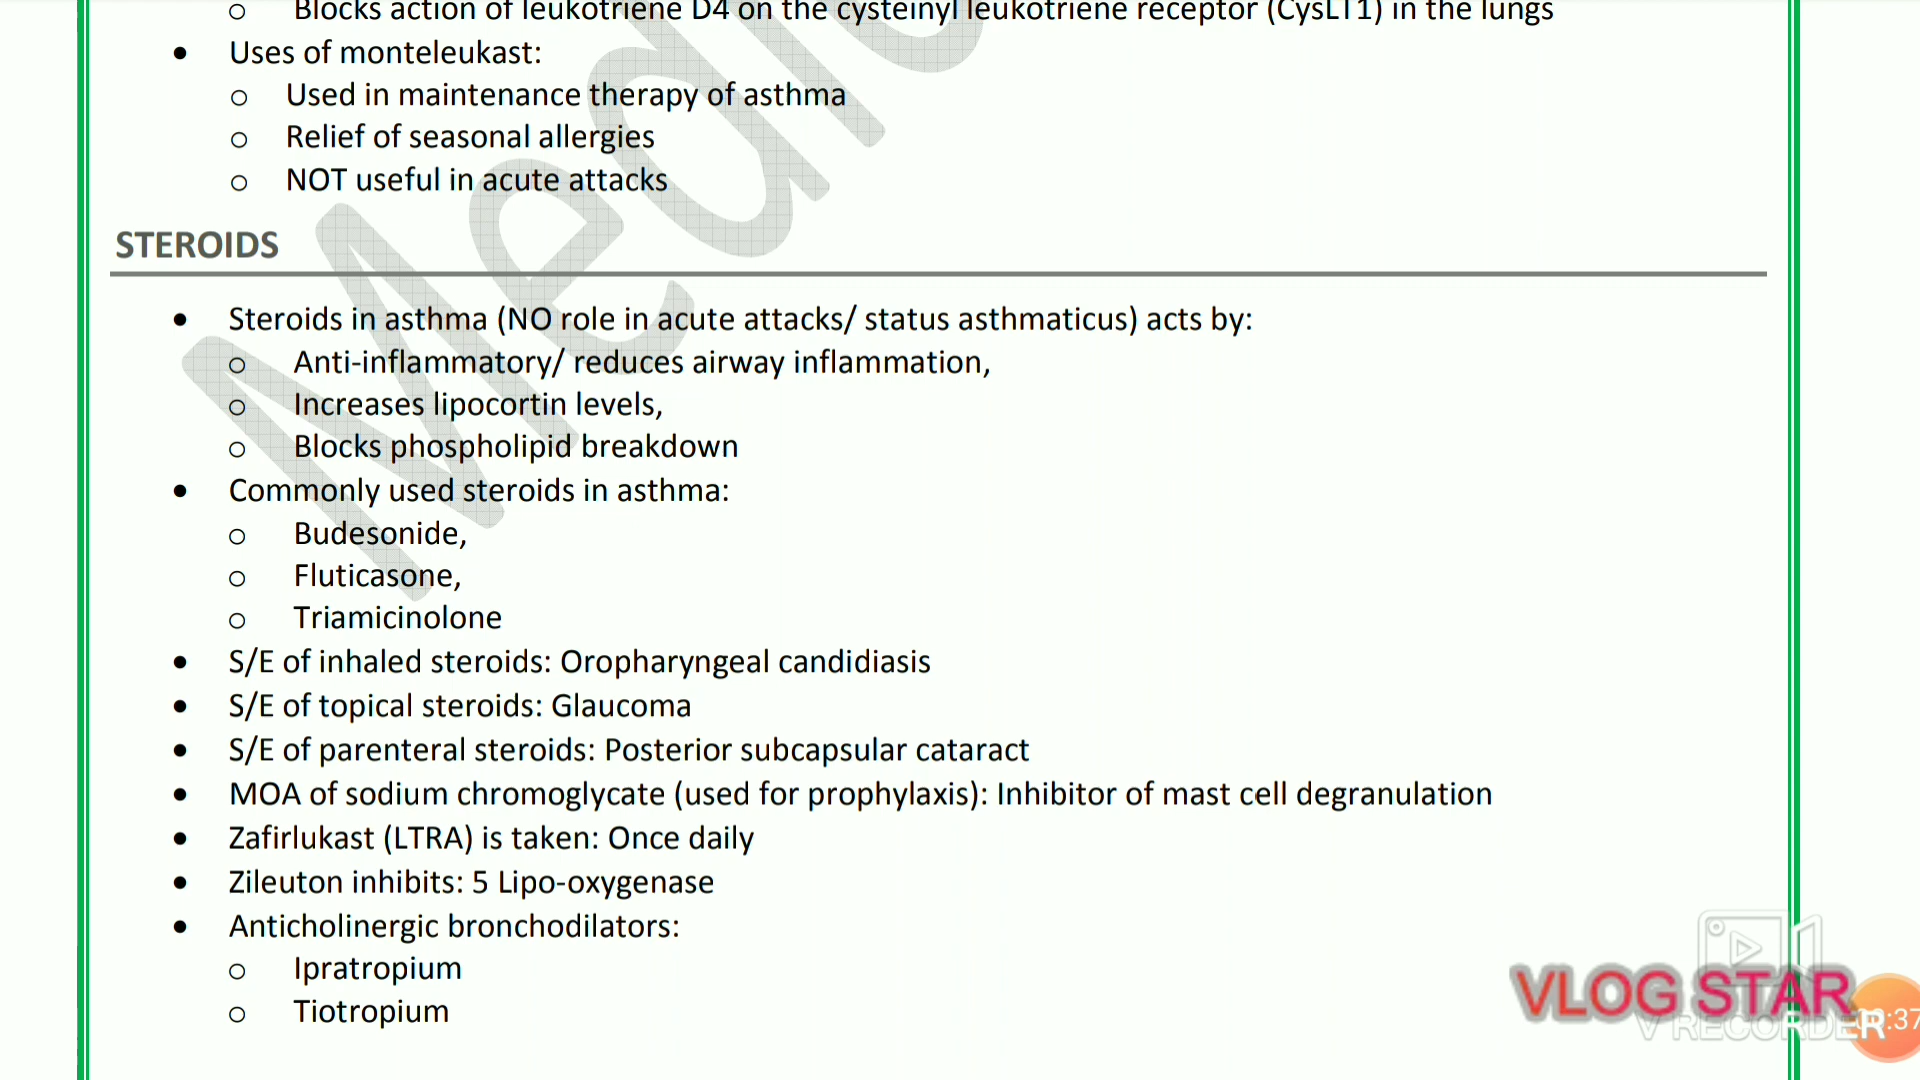 Blocks action of leukotriene D4 on the cysteinyl leukotriene receptor (CysLT1) in the lungs
Uses of monteleukast:
Used in maintenance therapy of asthma
Relief of seasonal allergies
NOT useful in acute attacks
STEROIDS
Steroids in asthma (NO role in acute attacks/ status asthmaticus) acts by:
Anti-inflammatory/ reduces airway inflammation,
Increases lipocortin levels,
Blocks phospholipid breakdown
Commonly used steroids in asthma:
Budesonide,
Fluticasone,
Triamicinolone
S/E of inhaled steroids: Oropharyngeal candidiasis
S/E of topical steroids: Glaucoma
S/E of parenteral steroids: Posterior subcapsular cataract
MOA of sodium chromoglycate (used for prophylaxis): Inhibitor of mast cell degranulation
Zafirlukast (LTRA) is taken: Once daily
Zileuton inhibits: 5 Lipo-oxygenase
Anticholinergic bronchodilators:
Ipratropium
Tiotropium
VLOG STAR
V RECORDER